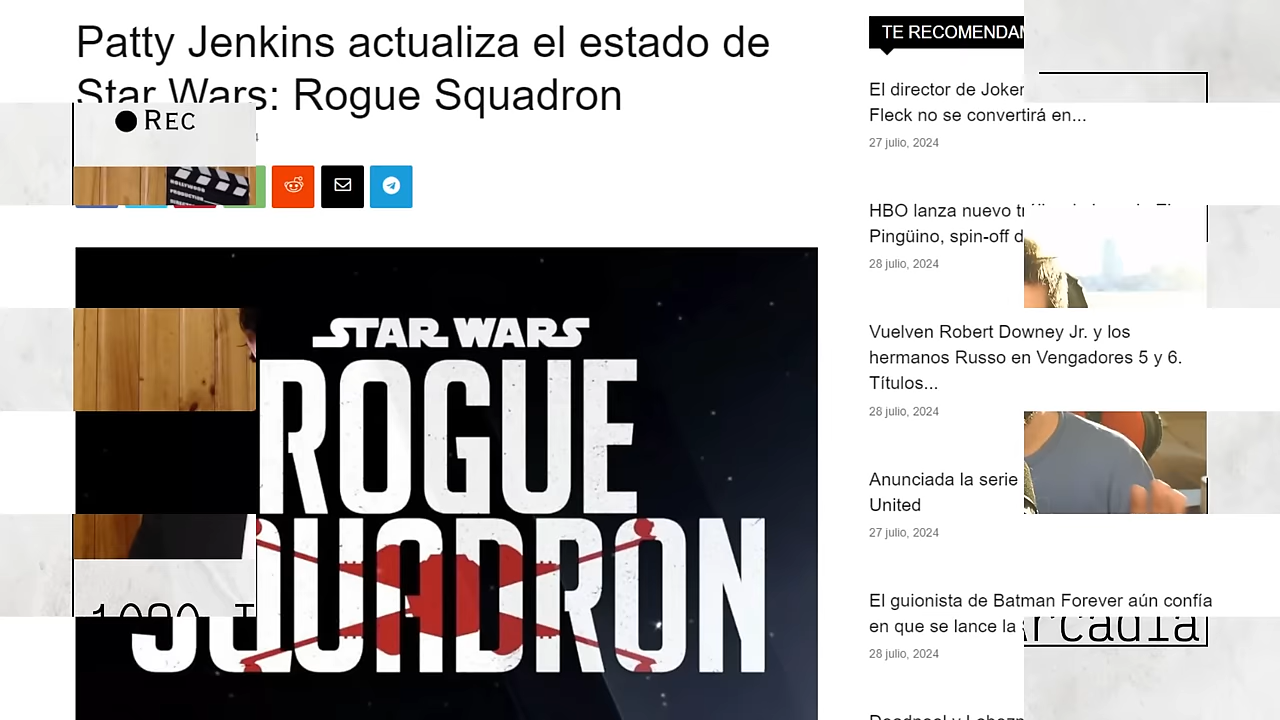 Patty Jenkins actualiza el estado de
Star Wars: Rogue Squadron
REC
HOLLYWOOD
PRODUCTION
STAR WARS
ROGUE
SQUADRON
TE RECOMENDAN
El director de Joker
Fleck no se convertirá en...
27 julio, 2024
HBO lanza nuevo
Pingüino, spin-off
28 julio, 2024
Vuelven Robert Downey Jr. y los
hermanos Russo en Vengadores 5 y 6.
Títulos...
28 julio, 2024
Anunciada la serie
United
27 julio, 2024
El guionista de Batman Forever aún confía
en que se lance la
28 julio, 2024